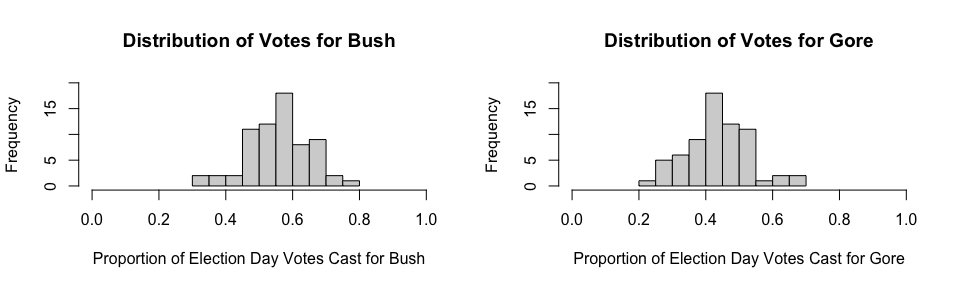 Distribution of Votes for Bush
Frequency
15
5
0
0.0 0.2 0.4 0.6 0.8 1.0
Proportion of Election Day Votes Cast for Bush
Distribution of Votes for Gore
Frequency
15
5
0
0.0 0.2 0.4 0.6 0.8 1.0
Proportion of Election Day Votes Cast for Gore